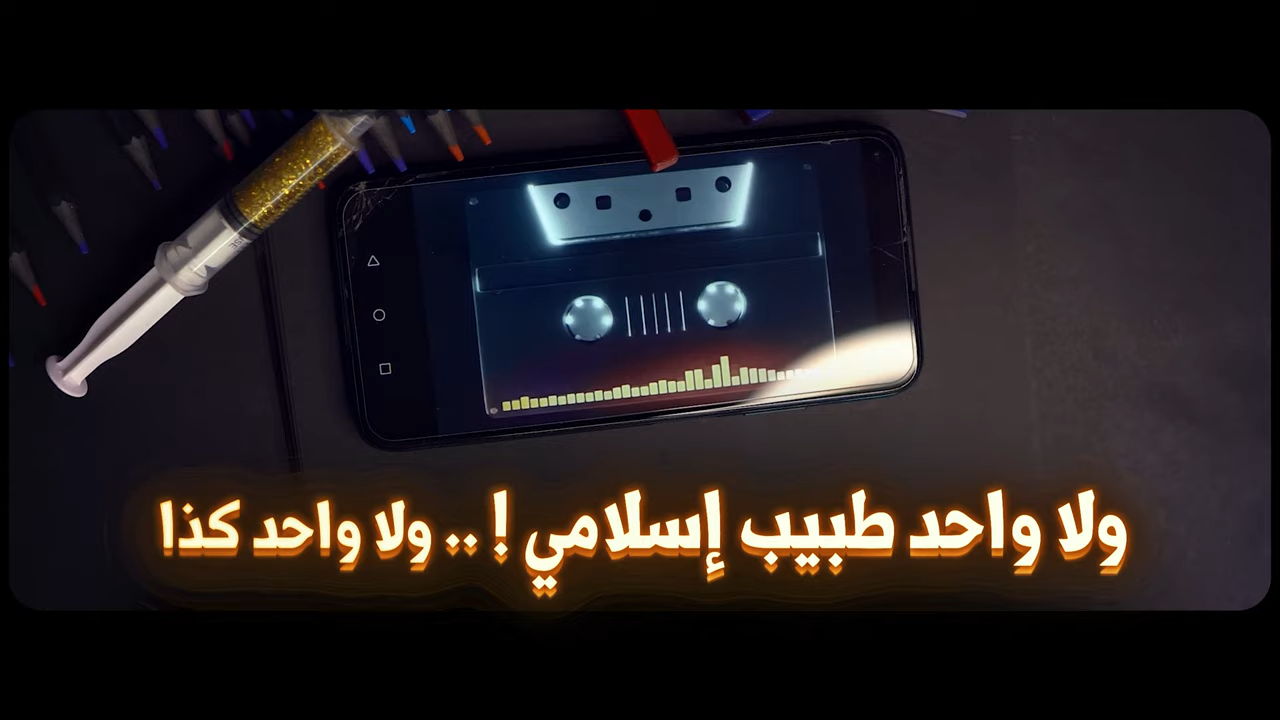 ولا واحد طبيب إسلامي ! .. ولا واحد كذا